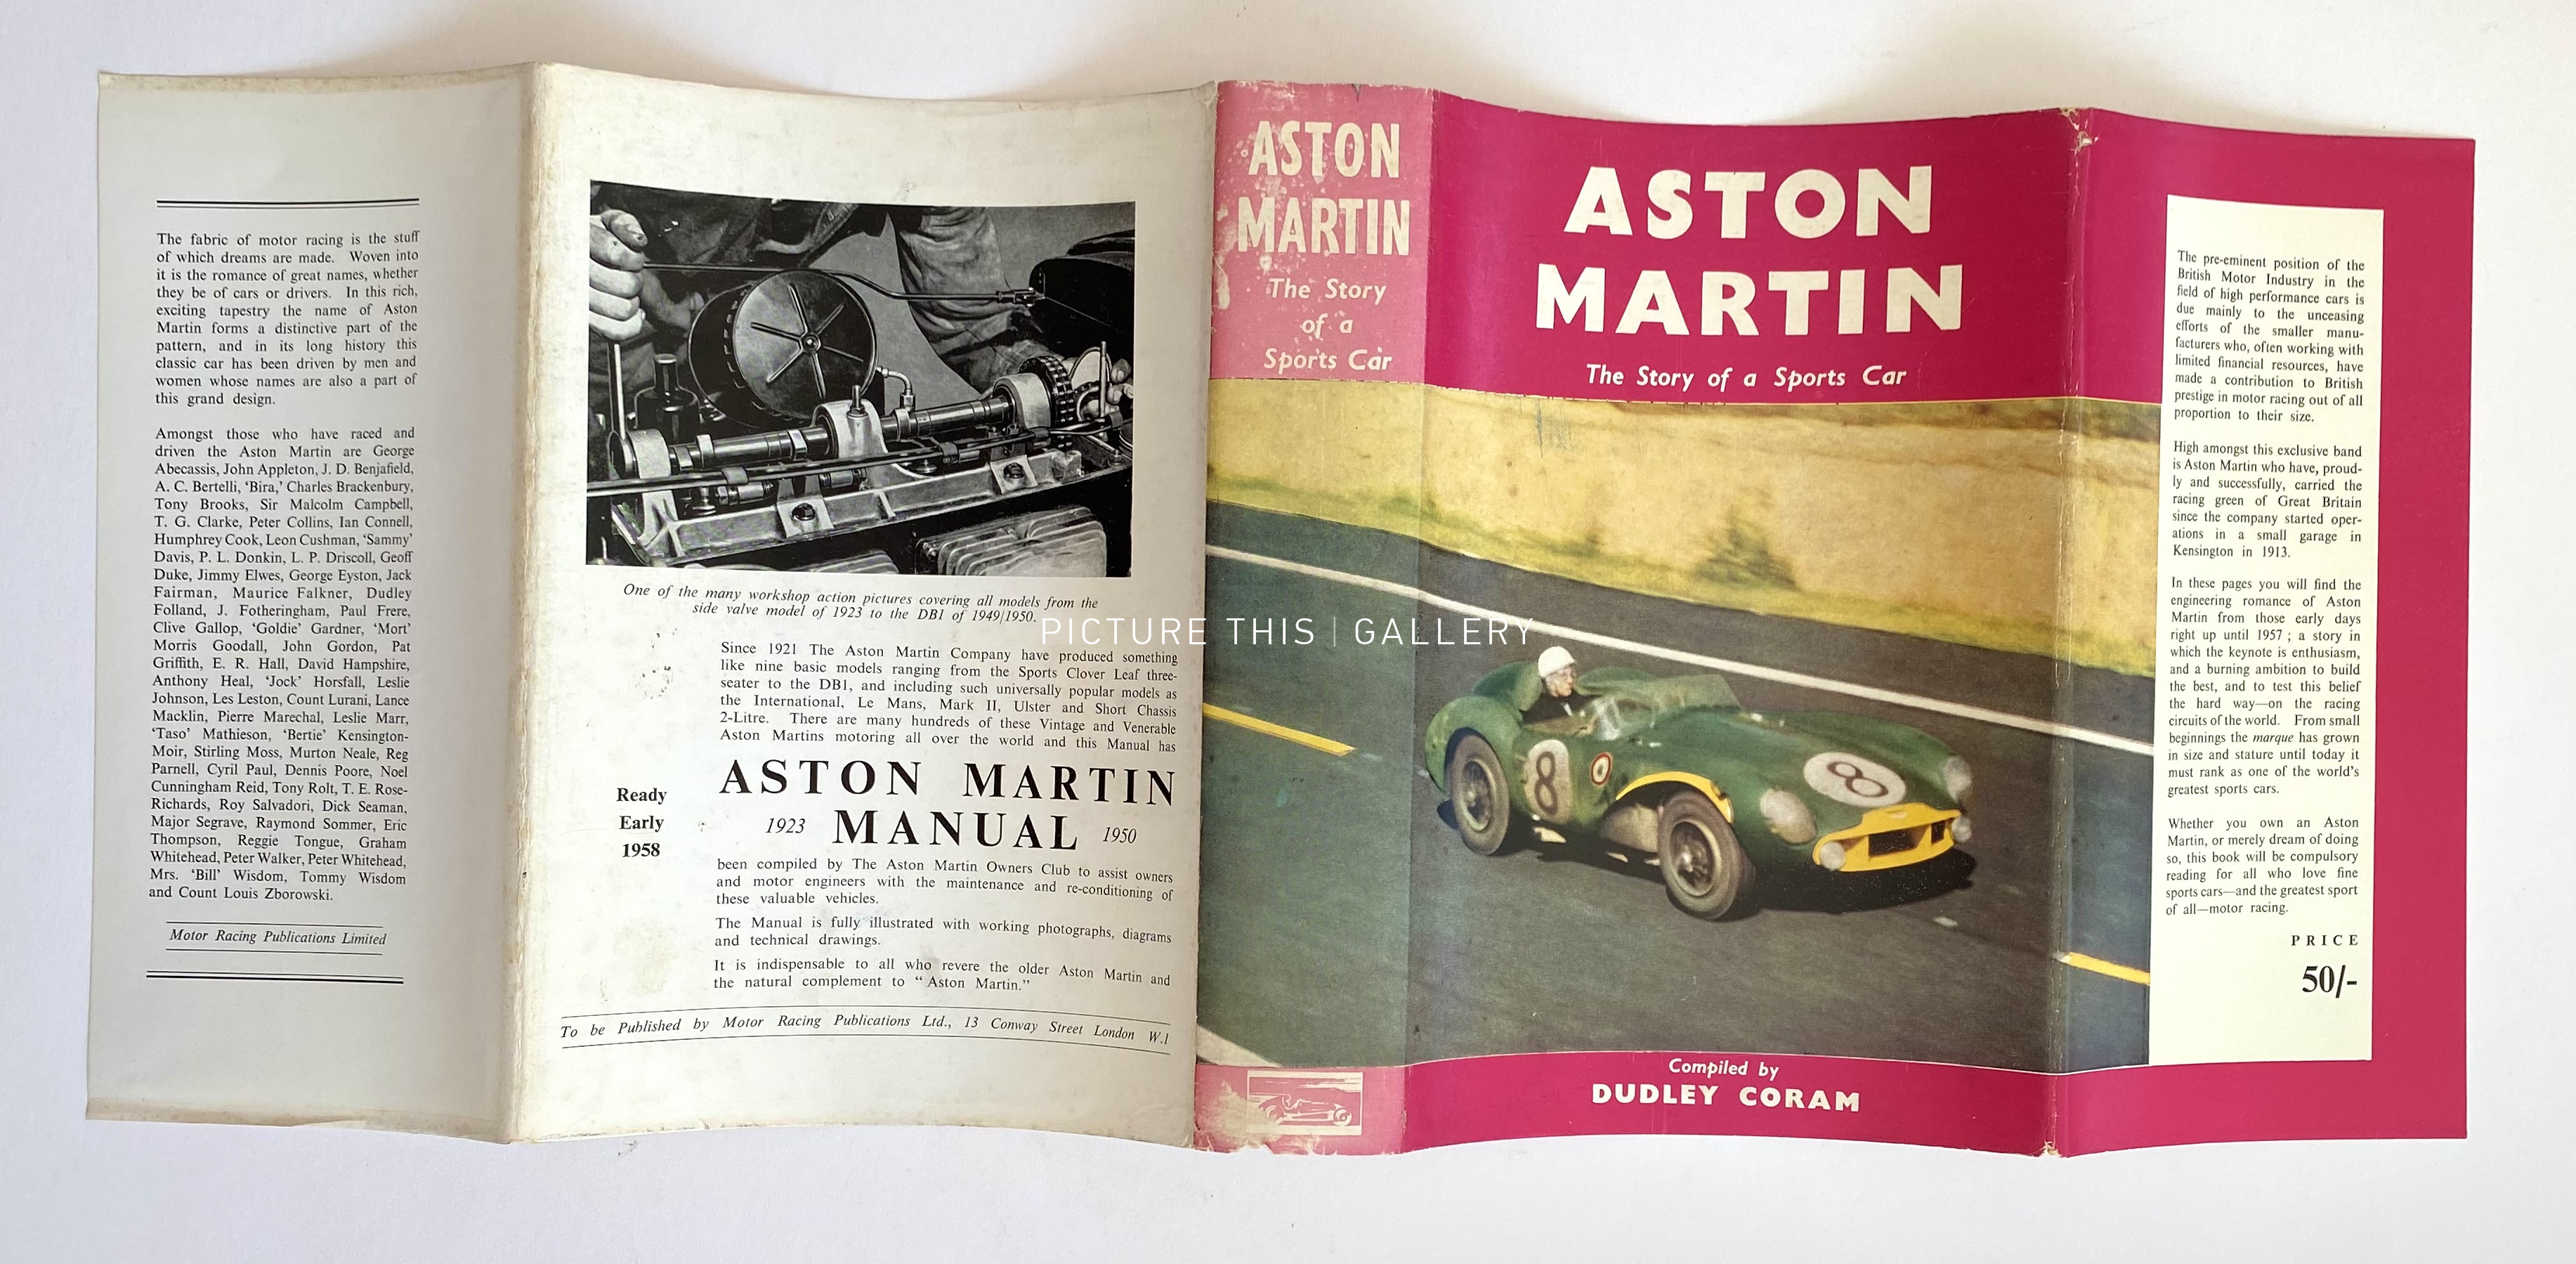 The fabric of motor racing is the stuff
of which dreams are made. Woven into
it is the romance of great names, whether
they be of cars or drivers. In this rich,
exciting tapestry the name of Aston
Martin forms a distinctive part of the
pattern, and in its long history this
classic car has been driven by men and
women whose names are also a part of
this grand design.
Amongst those who have raced and
driven the Aston Martin are George
Abecassis, John Appleton, J. D. Benjafield,
A. C. Bertelli, ‘Bira,’ Charles Brackenbury,
Tony Brooks, Sir Malcolm Campbell,
T. G. Clarke, Peter Collins, Ian Connell,
Humphrey Cook, Leon Cushman, ‘Sammy’
Davis, P. L. Donkin, L. P. Driscoll, Geoff
Duke, Jimmy Elwes, George Eyston, Jack
Fairman, Maurice Falkner, Dudley
Folland, J. Fotheringham, Paul Frere,
Clive Gallop, ‘Goldie’ Gardner, ‘Mort’
Morris Goodall, John Gordon, Pat
Griffith, E. R. Hall, David Hampshire,
Anthony Heal, ‘Jock’ Horsfall, Leslie
Johnson, Les Leston, Count Lurani, Lance
Macklin, Pierre Marechal, Leslie Marr,
‘Taso’ Mathieson, ‘Bertie’ Kensington-
Moir, Stirling Moss, Murton Neale, Reg
Parnell, Cyril Paul, Dennis Poore, Noel
Cunningham Reid, Tony Rolt, T. E. Rose-
Richards, Roy Salvadori, Dick Seaman,
Major Segrave, Raymond Sommer, Eric
Thompson, Reggie Tongue, Graham
Whitehead, Peter Walker, Peter Whitehead,
Mrs. ‘Bill’ Wisdom, Tommy Wisdom
and Count Louis Zborowski.
Motor Racing Publications Limited
One of the many workshop action pictures covering all models from the
side valve model of 1923 to the DB1 of 1949/1950.
Since 1921 The Aston Martin Company have produced something
like nine basic models ranging from the Sports Clover Leaf three-
seater to the DB1, and including such universally popular models as
the International, Le Mans, Mark II, Ulster and Short Chassis
2-Litre. There are many hundreds of these Vintage and Venerable
Aston Martins motoring all over the world and this Manual has
Ready
Early
1958
ASTON MARTIN
1923 MANUAL 1950
been compiled by The Aston Martin Owners Club to assist owners
and motor engineers with the maintenance and re-conditioning of
these valuable vehicles.
The Manual is fully illustrated with working photographs, diagrams
and technical drawings.
It is indispensable to all who revere the older Aston Martin and
the natural complement to “Aston Martin.”
To be Published by Motor Racing Publications Ltd., 13 Conway Street London W.1
ASTON
MARTIN
The Story
of a
Sports Car
ASTON
MARTIN
The Story of a Sports Car
PICTURE THIS | GALLERY
8
8
Compiled by
DUDLEY CORAM
The pre-eminent position of the
British Motor Industry in the
field of high performance cars is
due mainly to the unceasing
efforts of the smaller manu-
facturers who, often working with
limited financial resources, have
made a contribution to British
prestige in motor racing out of all
proportion to their size.
High amongst this exclusive band
is Aston Martin who have, proud-
ly and successfully, carried the
racing green of Great Britain
since the company started oper-
ations in a small garage in
Kensington in 1913.
In these pages you will find the
engineering romance of Aston
Martin from those early days
right up until 1957 ; a story in
which the keynote is enthusiasm,
and a burning ambition to build
the best, and to test this belief
the hard way—on the racing
circuits of the world. From small
beginnings the marque has grown
in size and stature until today it
must rank as one of the world’s
greatest sports cars.
Whether you own an Aston
Martin, or merely dream of doing
so, this book will be compulsory
reading for all who love fine
sports cars—and the greatest sport
of all—motor racing.
PRICE
50/-